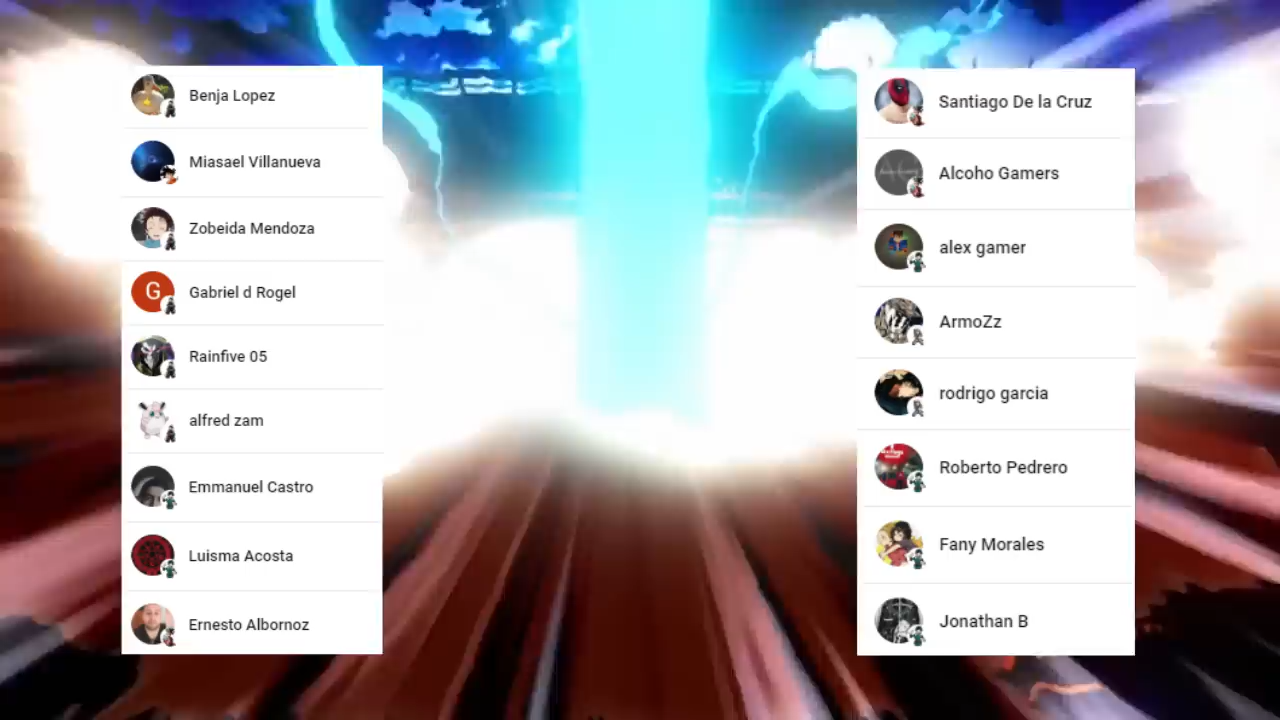 Benja Lopez
Miasael Villanueva
Zobeida Mendoza
G
Gabriel d Rogel
Rainfive 05
alfred zam
Emmanuel Castro
Luisma Acosta
Ernesto Albornoz
Santiago De la Cruz
Alcoho Gamers
alex gamer
ArmoZz
rodrigo garcia
Roberto Pedrero
Fany Morales
Jonathan B